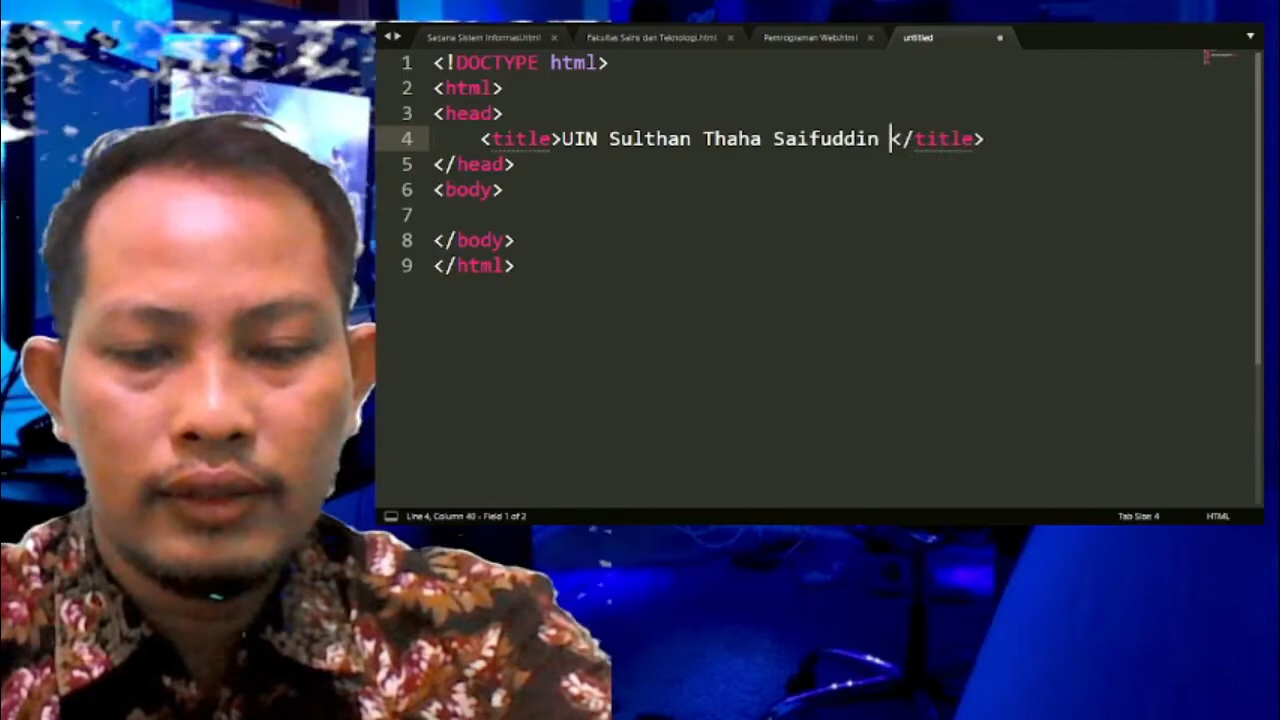 Sarjana Sistem Informasi.html × Fakultas Sains dan Teknologi.html × Pemrograman Web.html × untitled
1 <!DOCTYPE html>
2 <html>
3 <head>
4 <title>UIN Sulthan Thaha Saifuddin </title>
5 </head>
6 <body>
7
8 </body>
9 </html>
Line 4, Column 40 - Field 1 of 2 Tab Size: 4 HTML